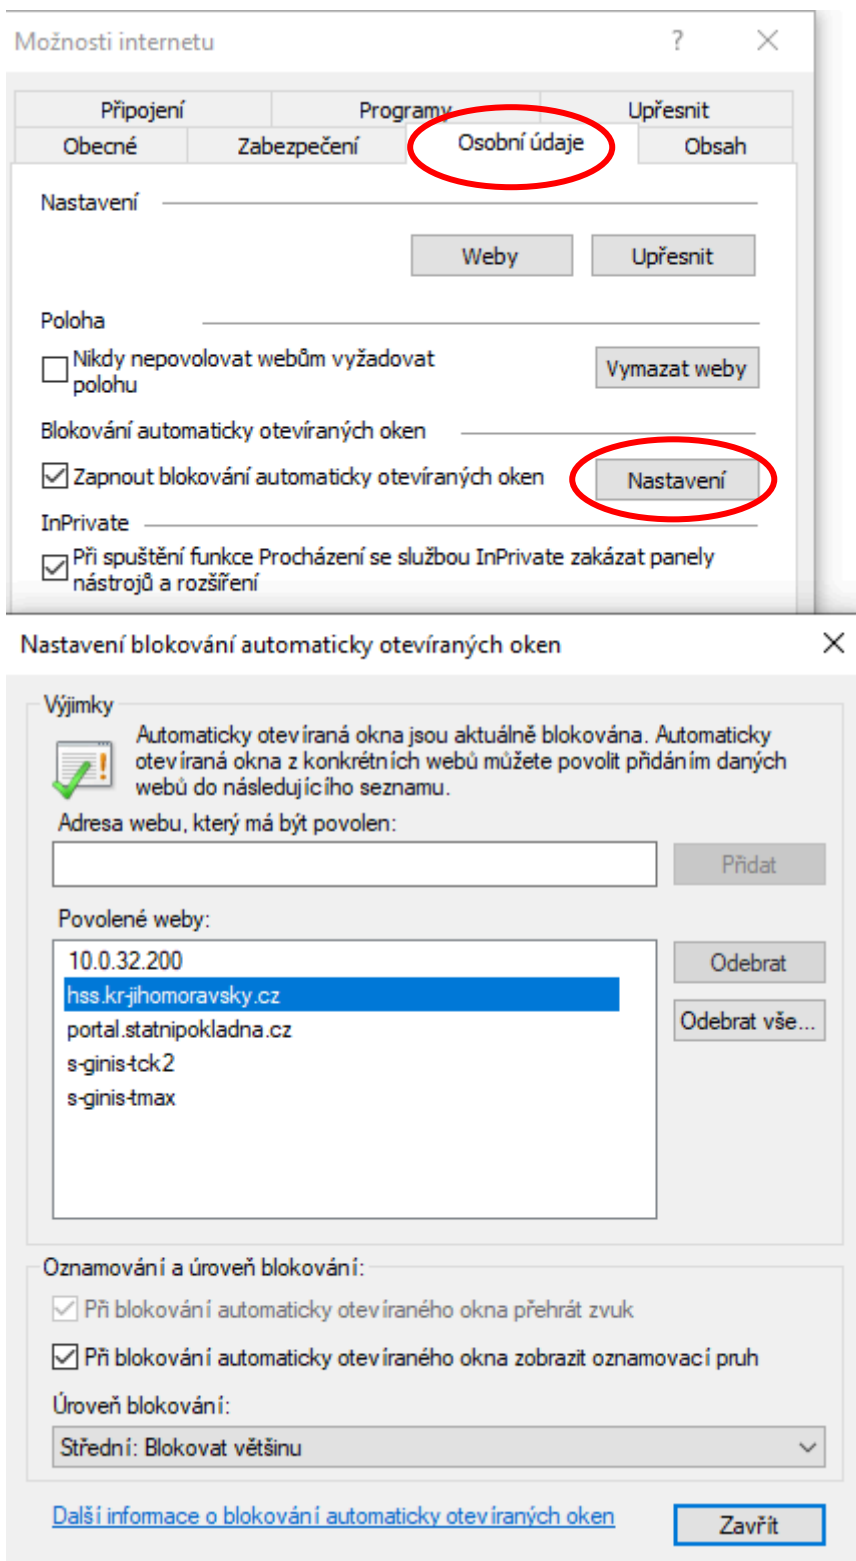 Možnosti internetu
?
Připojení Programy Upřesnit
Obecné Zabezpečení Osobní údaje Obsah
Nastavení
Weby Upřesnit
Poloha
Nikdy nepovolovat webům vyžadovat
polohu
Vymazat weby
Blokování automaticky otevíraných oken
Zapnout blokování automaticky otevíraných oken Nastavení
InPrivate
Při spuštění funkce Procházení se službou InPrivate zakázat panely
nástrojů a rozšíření
Nastavení blokování automaticky otevíraných oken
Výjimky
Automaticky otevíraná okna jsou aktuálně blokována. Automaticky
otevíraná okna z konkrétních webů můžete povolit přidáním daných
webů do následujícího seznamu.
Adresa webu, který má být povolen:
Přidat
Povolené weby:
10.0.32.200
Odebrat
hss.kr-jihomoravsky.cz
portal.statnipokladna.cz
Odebrat vše...
s-ginis-tck2
s-ginis-tmax
Oznamování a úroveň blokování:
Při blokování automaticky otevíraného okna přehrát zvuk
Při blokování automaticky otevíraného okna zobrazit oznamovací pruh
Úroveň blokování:
Střední: Blokovat většinu
Další informace o blokování automaticky otevíraných oken
Zavřít